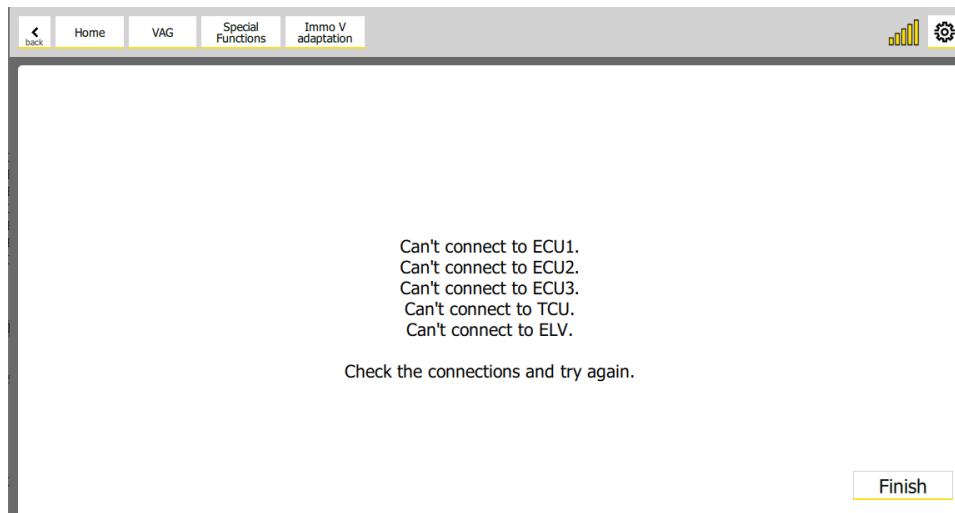 back
Home
VAG
Special
Functions
Immo V
adaptation
Can't connect to ECU1.
Can't connect to ECU2.
Can't connect to ECU3.
Can't connect to TCU.
Can't connect to ELV.
Check the connections and try again.
Finish